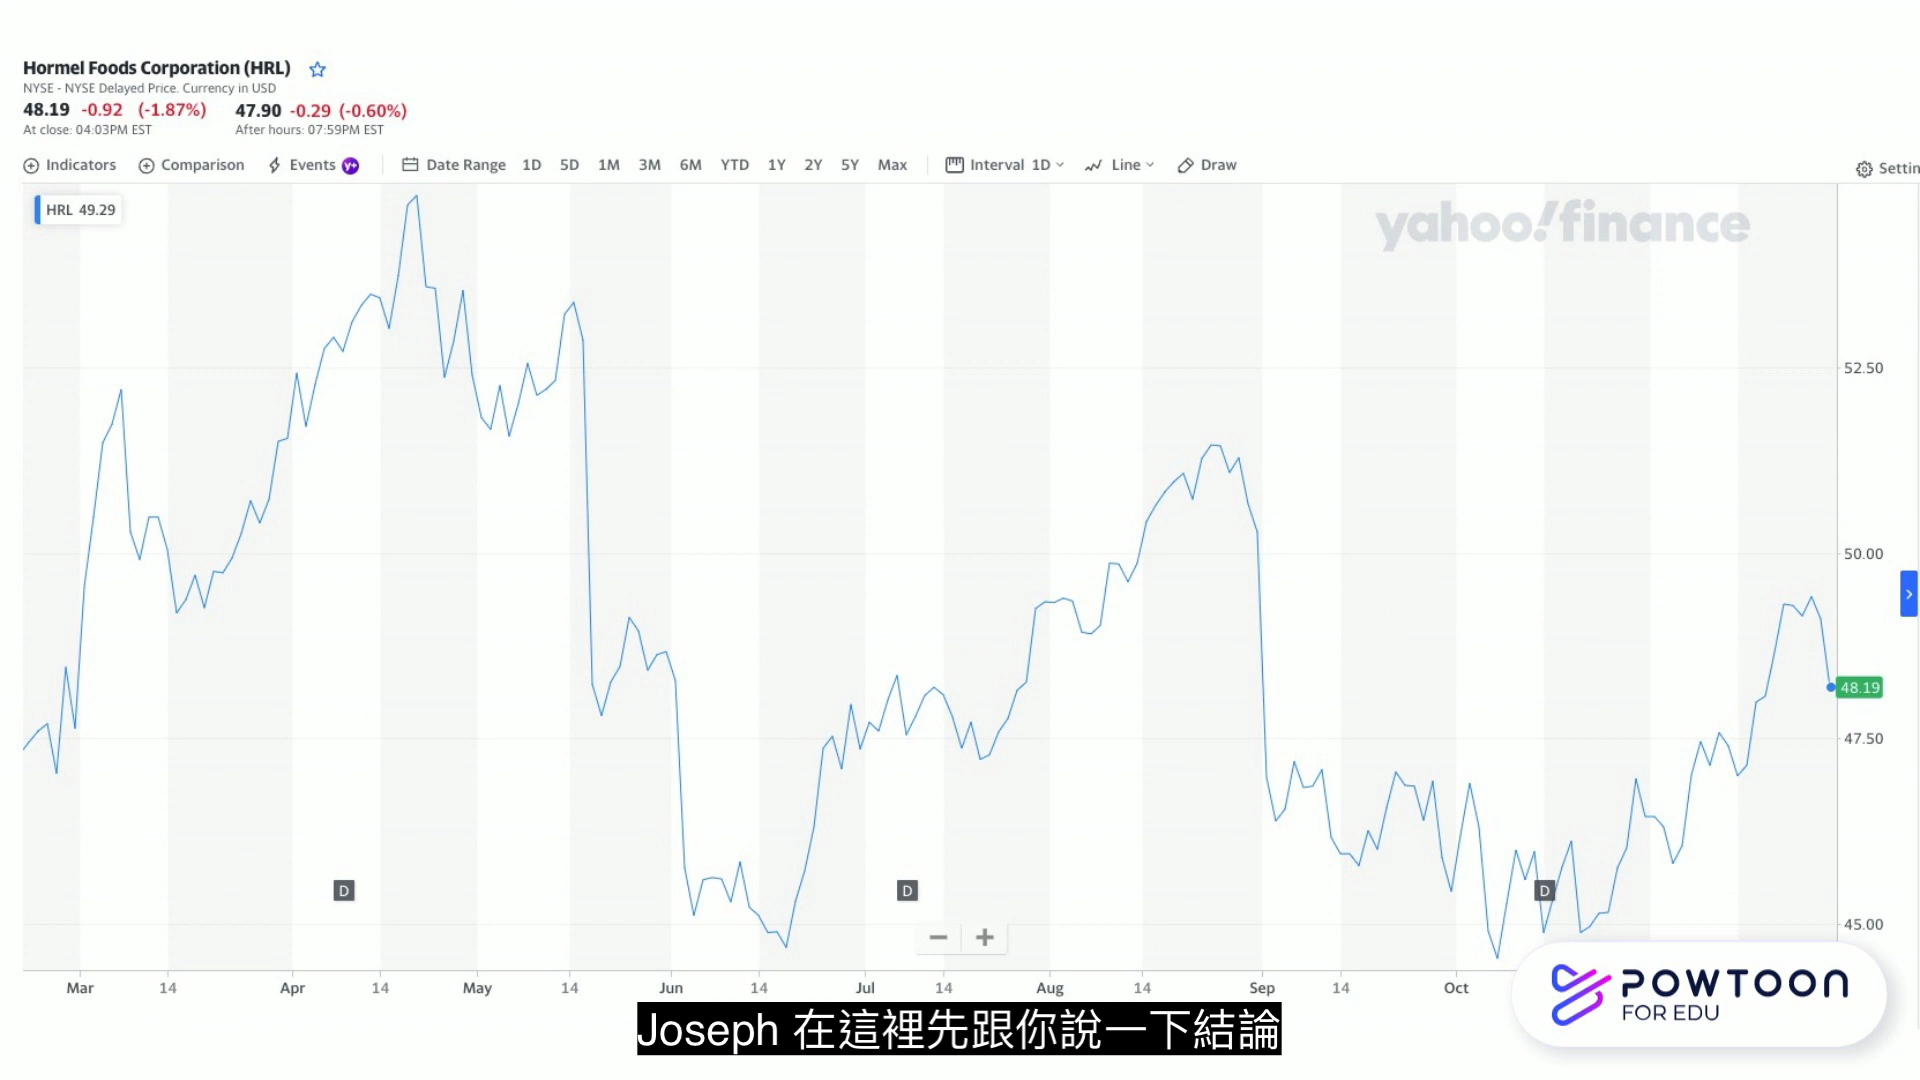 Hormel Foods Corporation (HRL)
NYSE - NYSE Delayed Price. Currency in USD
48.19 -0.92 (-1.87%) 47.90 -0.29 (-0.60%)
At close: 04:03PM EST After hours: 07:59PM EST
Indicators Comparison Events Y+ Date Range 1D 5D 1M 3M 6M YTD 1Y 2Y 5Y Max Interval 1D Line Draw Settin
HRL 49.29
yahoo!finance
52.50
50.00
48.19
47.50
D D D
45.00
Mar 14 Apr 14 May 14 Jun 14 Jul 14 Aug 14 Sep 14 Oct
POWTOON
FOR EDU
Joseph 在這裡先跟你說一下結論